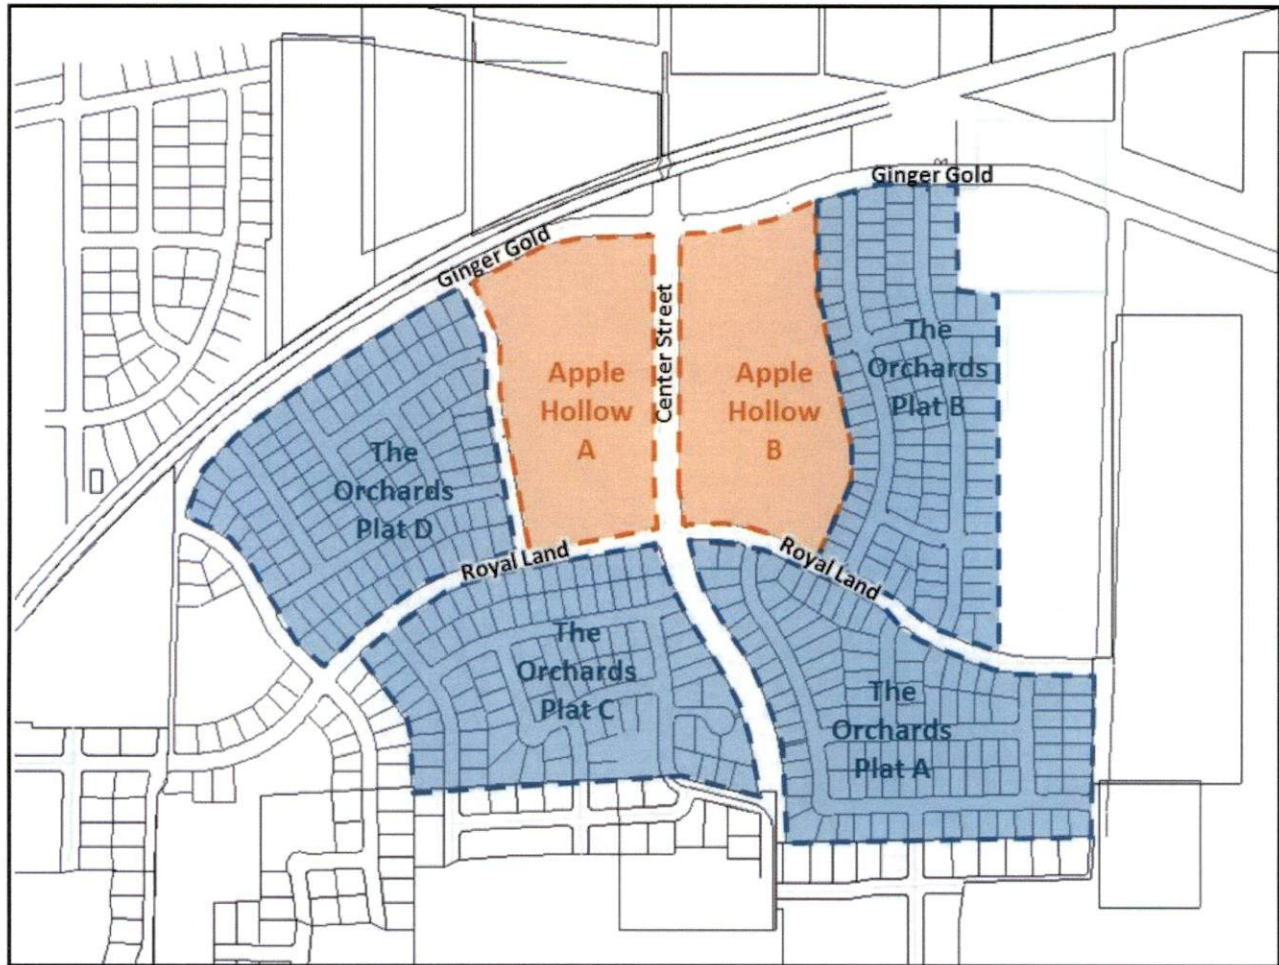 Ginger Gold
Ginger Gold
Center Street
Apple
Hollow
A
Apple
Hollow
B
The
Orchards
Plat B
The
Orchards
Plat D
Royal Land
Royal Land
The
Orchards
Plat C
The
Orchards
Plat A